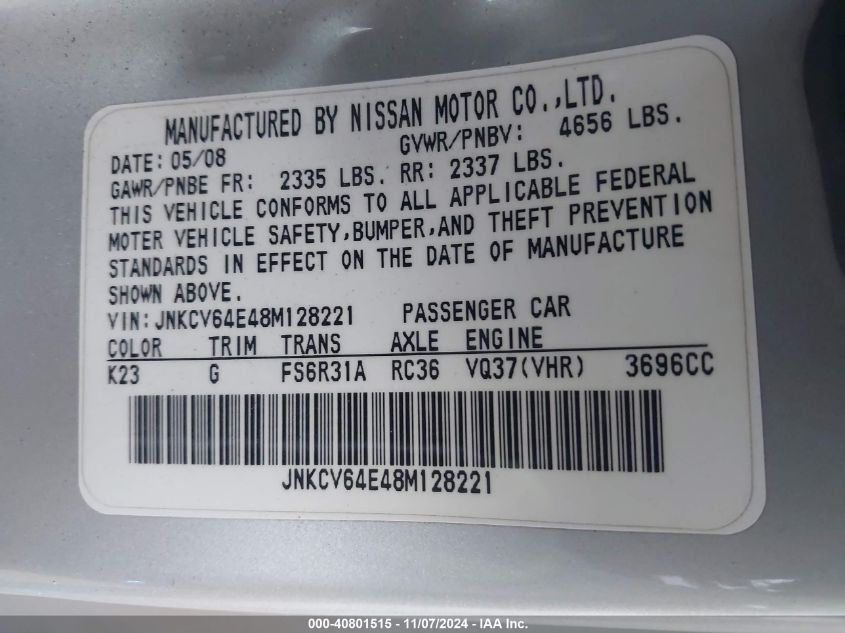 MANUFACTURED BY NISSAN MOTOR CO.,LTD.
DATE: 05/08 GVWR/PNBV: 4656 LBS.
GAWR/PNBE FR: 2335 LBS. RR: 2337 LBS.
THIS VEHICLE CONFORMS TO ALL APPLICABLE FEDERAL
MOTER VEHICLE SAFETY,BUMPER,AND THEFT PREVENTION
STANDARDS IN EFFECT ON THE DATE OF MANUFACTURE
SHOWN ABOVE.
VIN:JNKCV64E48M128221 PASSENGER CAR
COLOR TRIM TRANS AXLE ENGINE
K23 G FS6R31A RC36 VQ37(VHR) 3696CC
JNKCV64E48M128221
000-40801515 - 11/07/2024 - IAA Inc.